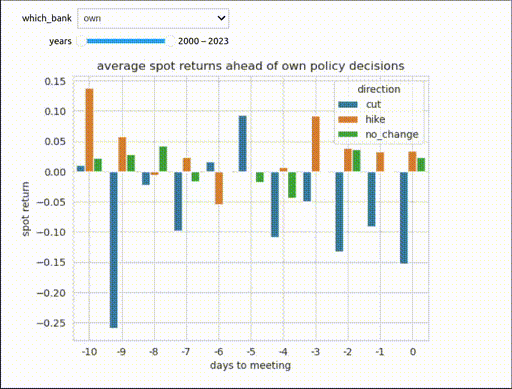 which_bank own
years 2000 – 2023
average spot returns ahead of own policy decisions
direction
cut
hike
no_change
0.15
0.10
0.05
0.00
−0.05
−0.10
−0.15
−0.20
−0.25
spot return
-10 -9 -8 -7 -6 -5 -4 -3 -2 -1 0
days to meeting